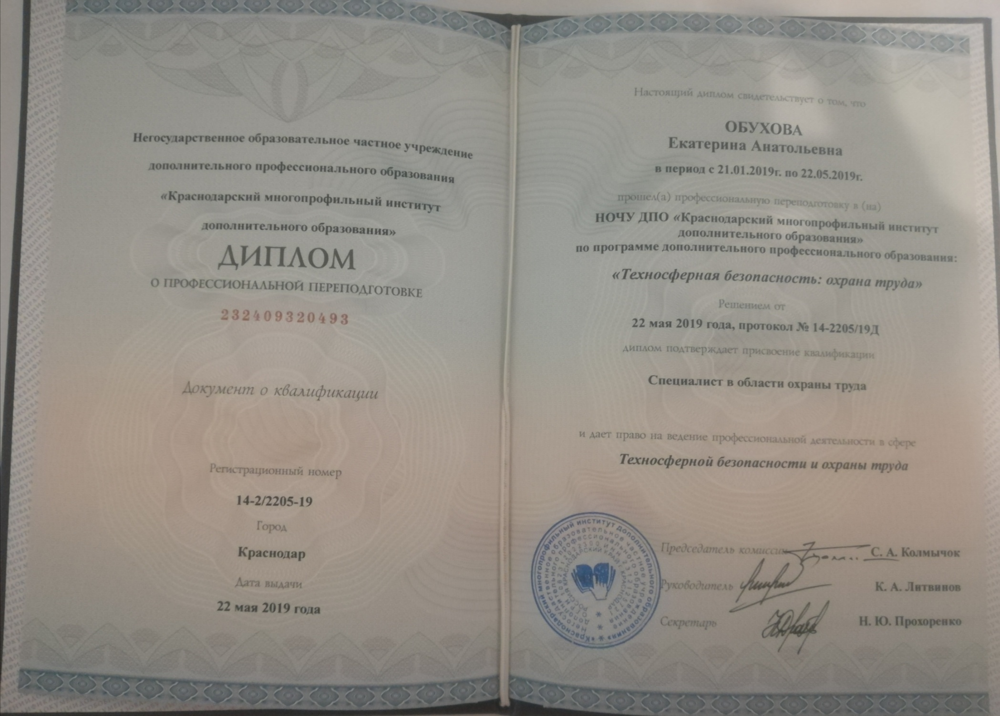 Негосударственное образовательное частное учреждение
дополнительного профессионального образования
«Краснодарский многопрофильный институт
дополнительного образования»
ДИПЛОМ
О ПРОФЕССИОНАЛЬНОЙ ПЕРЕПОДГОТОВКЕ
232409320493
Документ о квалификации
Регистрационный номер
14-2/2205-19
Город
Краснодар
Дата выдачи
22 мая 2019 года
Настоящий диплом свидетельствует о том, что
ОБУХОВА
Екатерина Анатольевна
в период с 21.01.2019г. по 22.05.2019г.
прошел(а) профессиональную переподготовку в (на)
НОЧУ ДПО «Краснодарский многопрофильный институт
дополнительного образования»
по программе дополнительного профессионального образования:
«Техносферная безопасность: охрана труда»
Решением от
22 мая 2019 года, протокол № 14-2205/19Д
диплом подтверждает присвоение квалификации
Специалист в области охраны труда
и дает право на ведение профессиональной деятельности в сфере
Техносферной безопасности и охраны труда
Председатель комиссии С. А. Колмычок
Руководитель К. А. Литвинов
Секретарь Н. Ю. Прохоренко
«Краснодарский многопрофильный институт дополнительного образования»
Негосударственное образовательное частное учреждение
дополнительного профессионального образования
РОССИЯ КРАСНОДАРСКИЙ КРАЙ Г. КРАСНОДАР